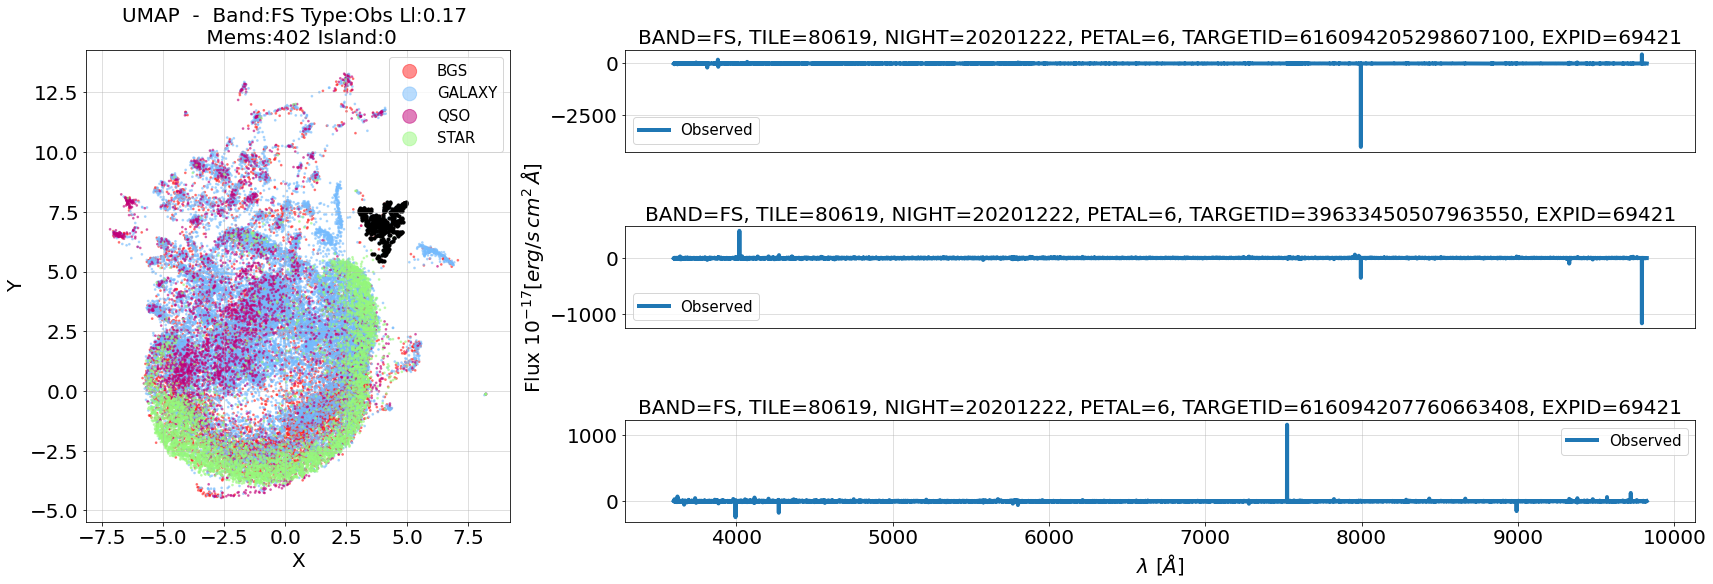 UMAP  -  Band:FS Type:Obs Ll:0.17
Mems:402 Island:0
BGS
GALAXY
QSO
STAR
12.5
10.0
7.5
5.0
2.5
0.0
−2.5
−5.0
Y
−7.5
−5.0
−2.5
0.0
2.5
5.0
7.5
X
BAND=FS, TILE=80619, NIGHT=20201222, PETAL=6, TARGETID=616094205298607100, EXPID=69421
0
−2500
Observed
Flux 10⁻¹⁷[erg/s cm² Å]
BAND=FS, TILE=80619, NIGHT=20201222, PETAL=6, TARGETID=39633450507963550, EXPID=69421
0
−1000
Observed
BAND=FS, TILE=80619, NIGHT=20201222, PETAL=6, TARGETID=616094207760663408, EXPID=69421
1000
0
Observed
4000
5000
6000
7000
8000
9000
10000
λ [Å]